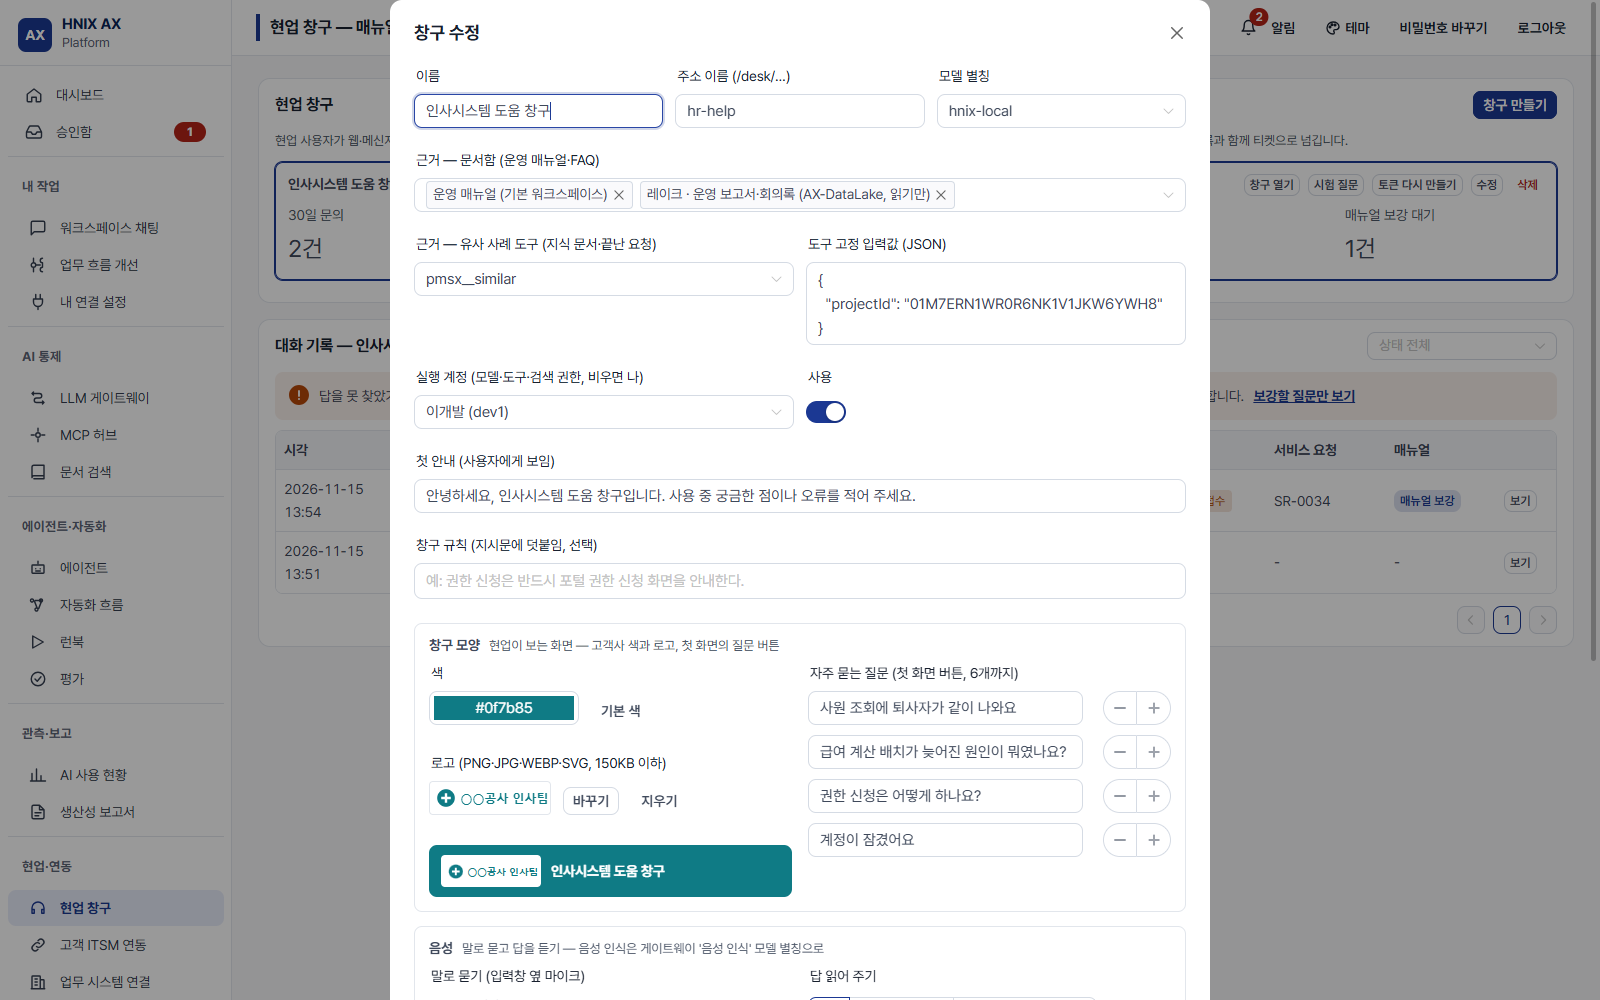 AX
HNIX AX
Platform
대시보드
승인함
1
내 작업
워크스페이스 채팅
업무 흐름 개선
내 연결 설정
AI 통제
LLM 게이트웨이
MCP 허브
문서 검색
에이전트·자동화
에이전트
자동화 흐름
런북
평가
관측·보고
AI 사용 현황
생산성 보고서
현업·연동
현업 창구
고객 ITSM 연동
업무 시스템 연결
현업 창구 — 매뉴
2
알림
테마
비밀번호 바꾸기
로그아웃
현업 창구
창구 만들기
현업 사용자가 웹·메신
과 함께 티켓으로 넘깁니다.
인사시스템 도움 창
창구 열기
시험 질문
토큰 다시 만들기
수정
삭제
30일 문의
2건
매뉴얼 보강 대기
1건
대화 기록 — 인사
상태 전체
답을 못 찾았
합니다. 보강할 질문만 보기
시각
서비스 요청
매뉴얼
2026-11-15
13:54
접수
SR-0034
매뉴얼 보강
보기
2026-11-15
13:51
-
-
보기
1
창구 수정
이름
주소 이름 (/desk/...)
모델 별칭
인사시스템 도움 창구
hr-help
hnix-local
근거 — 문서함 (운영 매뉴얼·FAQ)
운영 매뉴얼 (기본 워크스페이스)
레이크 · 운영 보고서·회의록 (AX-DataLake, 읽기만)
근거 — 유사 사례 도구 (지식 문서·끝난 요청)
도구 고정 입력값 (JSON)
pmsx__similar
{
"projectId": "01M7ERN1WR0R6NK1V1JKW6YWH8"
}
실행 계정 (모델·도구·검색 권한, 비우면 나)
사용
이개발 (dev1)
첫 안내 (사용자에게 보임)
안녕하세요, 인사시스템 도움 창구입니다. 사용 중 궁금한 점이나 오류를 적어 주세요.
창구 규칙 (지시문에 덧붙임, 선택)
예: 권한 신청은 반드시 포털 권한 신청 화면을 안내한다.
창구 모양 현업이 보는 화면 — 고객사 색과 로고, 첫 화면의 질문 버튼
색
#0f7b85
기본 색
로고 (PNG·JPG·WEBP·SVG, 150KB 이하)
○○공사 인사팀
바꾸기
지우기
○○공사 인사팀
인사시스템 도움 창구
자주 묻는 질문 (첫 화면 버튼, 6개까지)
사원 조회에 퇴사자가 같이 나와요
급여 계산 배치가 늦어진 원인이 뭐였나요?
권한 신청은 어떻게 하나요?
계정이 잠겼어요
음성 말로 묻고 답을 듣기 — 음성 인식은 게이트웨이 '음성 인식' 모델 별칭으로
말로 묻기 (입력창 옆 마이크)
답 읽어 주기